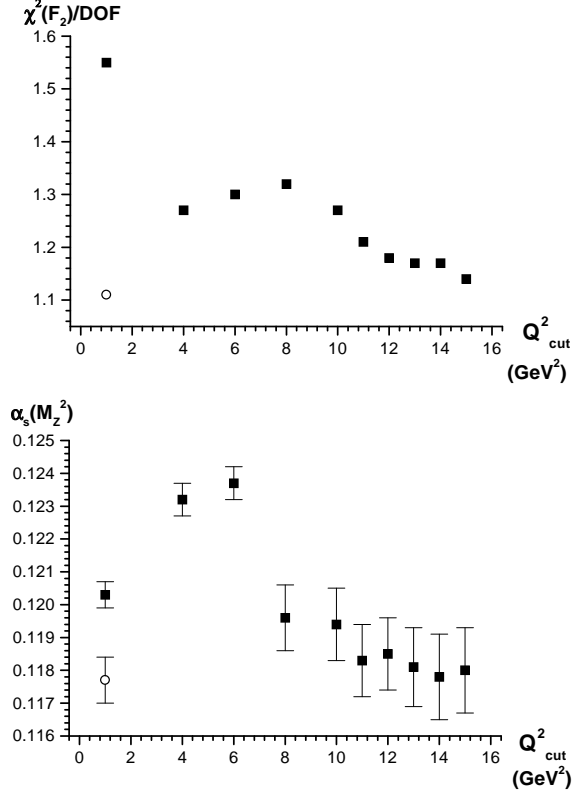 χ²(F₂)/DOF
1.6
1.5
1.4
1.3
1.2
1.1
0 2 4 6 8 10 12 14 16
Q²cut
(GeV²)
αs(MZ²)
0.125
0.124
0.123
0.122
0.121
0.120
0.119
0.118
0.117
0.116
0 2 4 6 8 10 12 14 16
Q²cut
(GeV²)